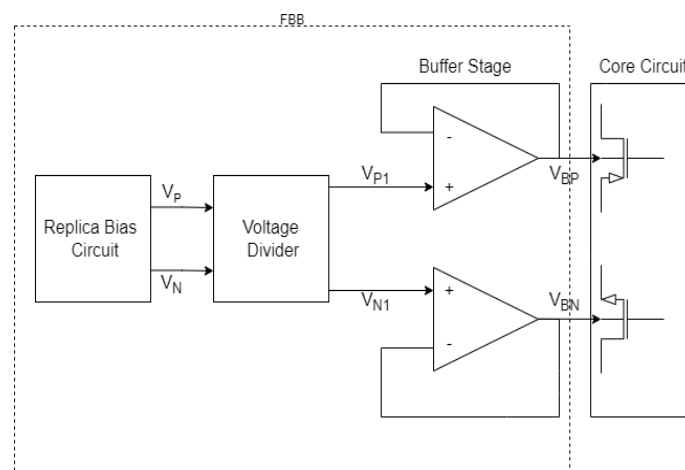 FBB
Buffer Stage
Core Circuit
-
+
V_P
V_P1
V_BP
Replica Bias
Circuit
Voltage
Divider
V_N
V_N1
V_BN
+
-